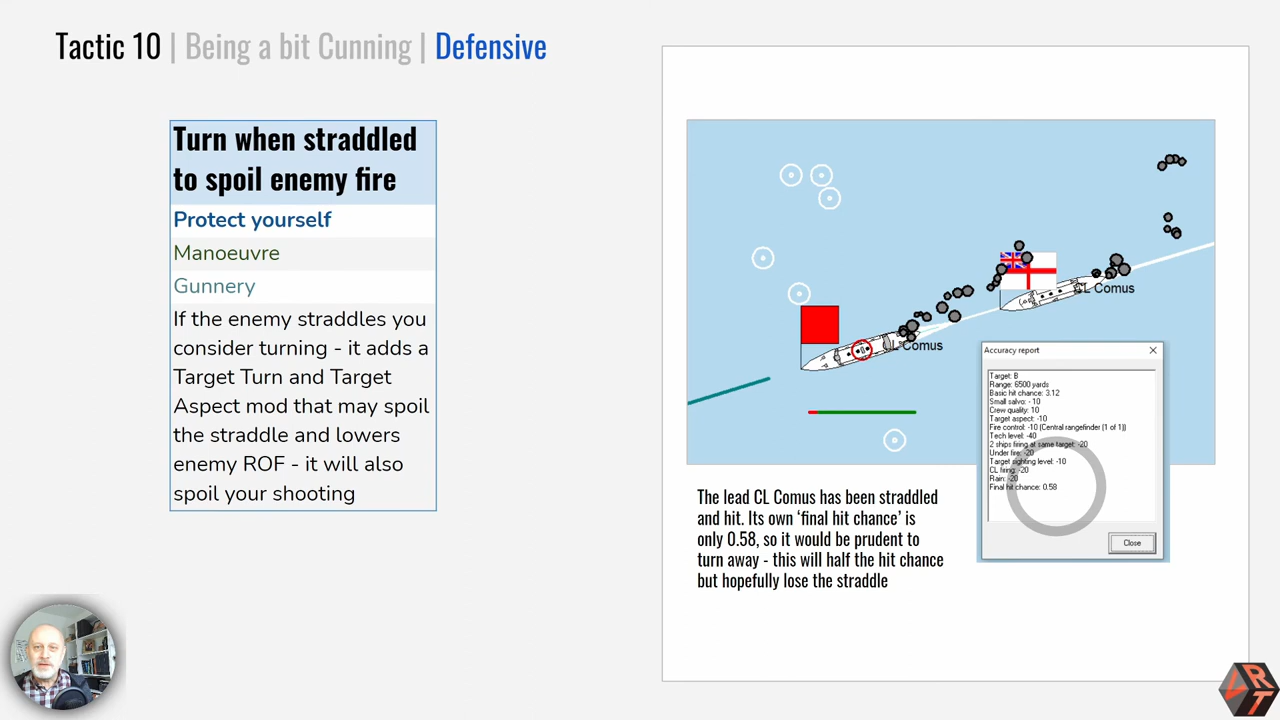 Tactic 10 | Being a bit Cunning | Defensive
Turn when straddled
to spoil enemy fire
Protect yourself
Manoeuvre
Gunnery
If the enemy straddles you
consider turning - it adds a
Target Turn and Target
Aspect mod that may spoil
the straddle and lowers
enemy ROF - it will also
spoil your shooting
CL Comus
Comus
Accuracy report
Target: B
Range: 6500 yards
Basic hit chance: 3.12
Small salvo: -10
Crew quality: 10
Target aspect: -10
Fire control: -10 (Central rangefinder (1 of 1))
Tech level: -40
2 ships firing at same target: -20
Under fire: -20
Target sighting level: -10
CL firing: -20
Rain: -20
Final hit chance: 0.58
Close
The lead CL Comus has been straddled
and hit. Its own ‘final hit chance’ is
only 0.58, so it would be prudent to
turn away - this will half the hit chance
but hopefully lose the straddle
RT